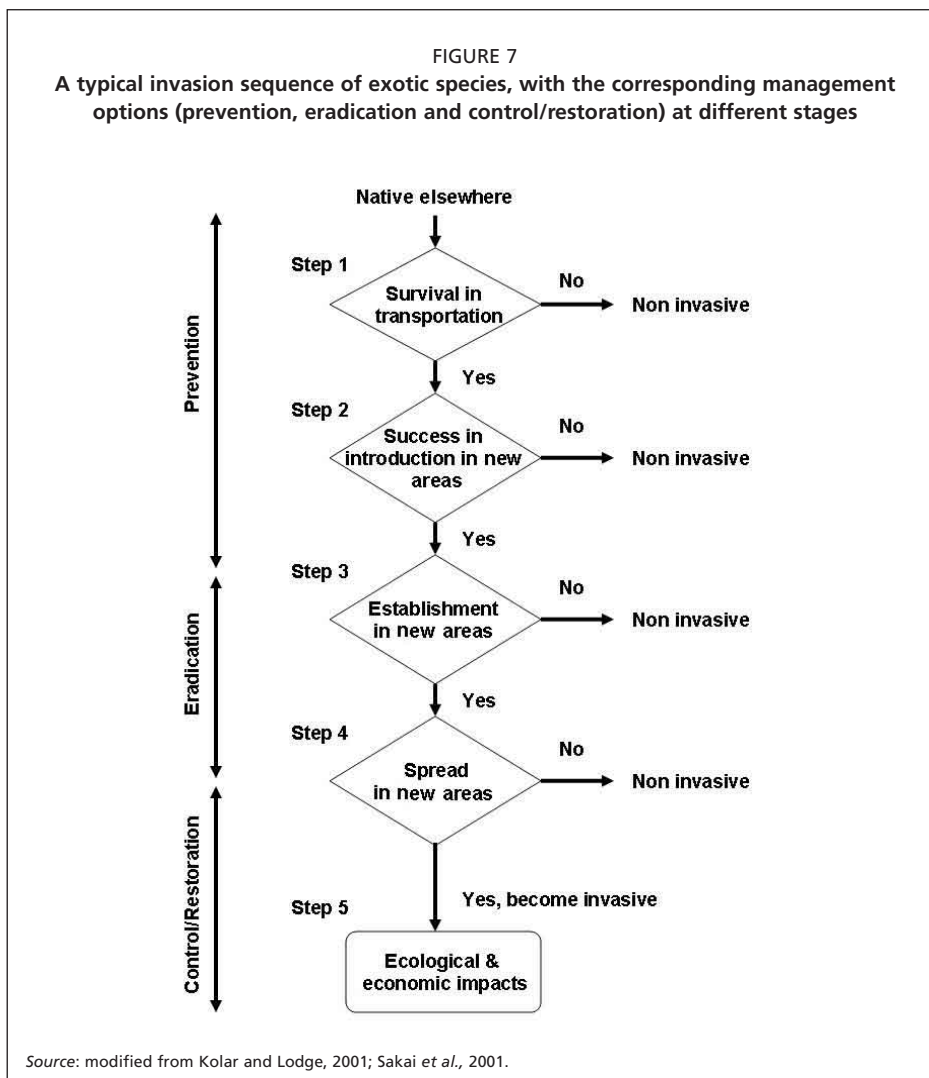 FIGURE 7
A typical invasion sequence of exotic species, with the corresponding management
options (prevention, eradication and control/restoration) at different stages
Native elsewhere
Prevention
Step 1
Survival in
transportation
No
Non invasive
Yes
Step 2
Success in
introduction in new
areas
No
Non invasive
Yes
Eradication
Step 3
Establishment
in new areas
No
Non invasive
Yes
Step 4
Spread
in new areas
No
Non invasive
Control/Restoration
Yes, become invasive
Step 5
Ecological &
economic impacts
Source: modified from Kolar and Lodge, 2001; Sakai et al., 2001.